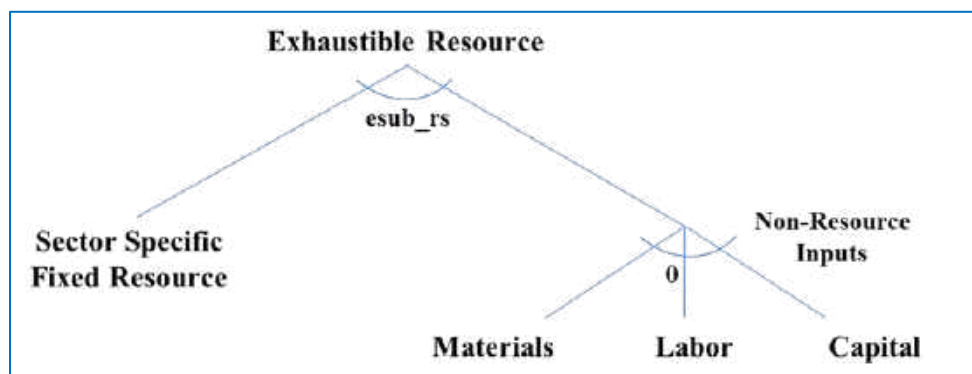 Exhaustible Resource
esub_rs
Sector Specific
Fixed Resource
Non-Resource
Inputs
0
Materials Labor Capital